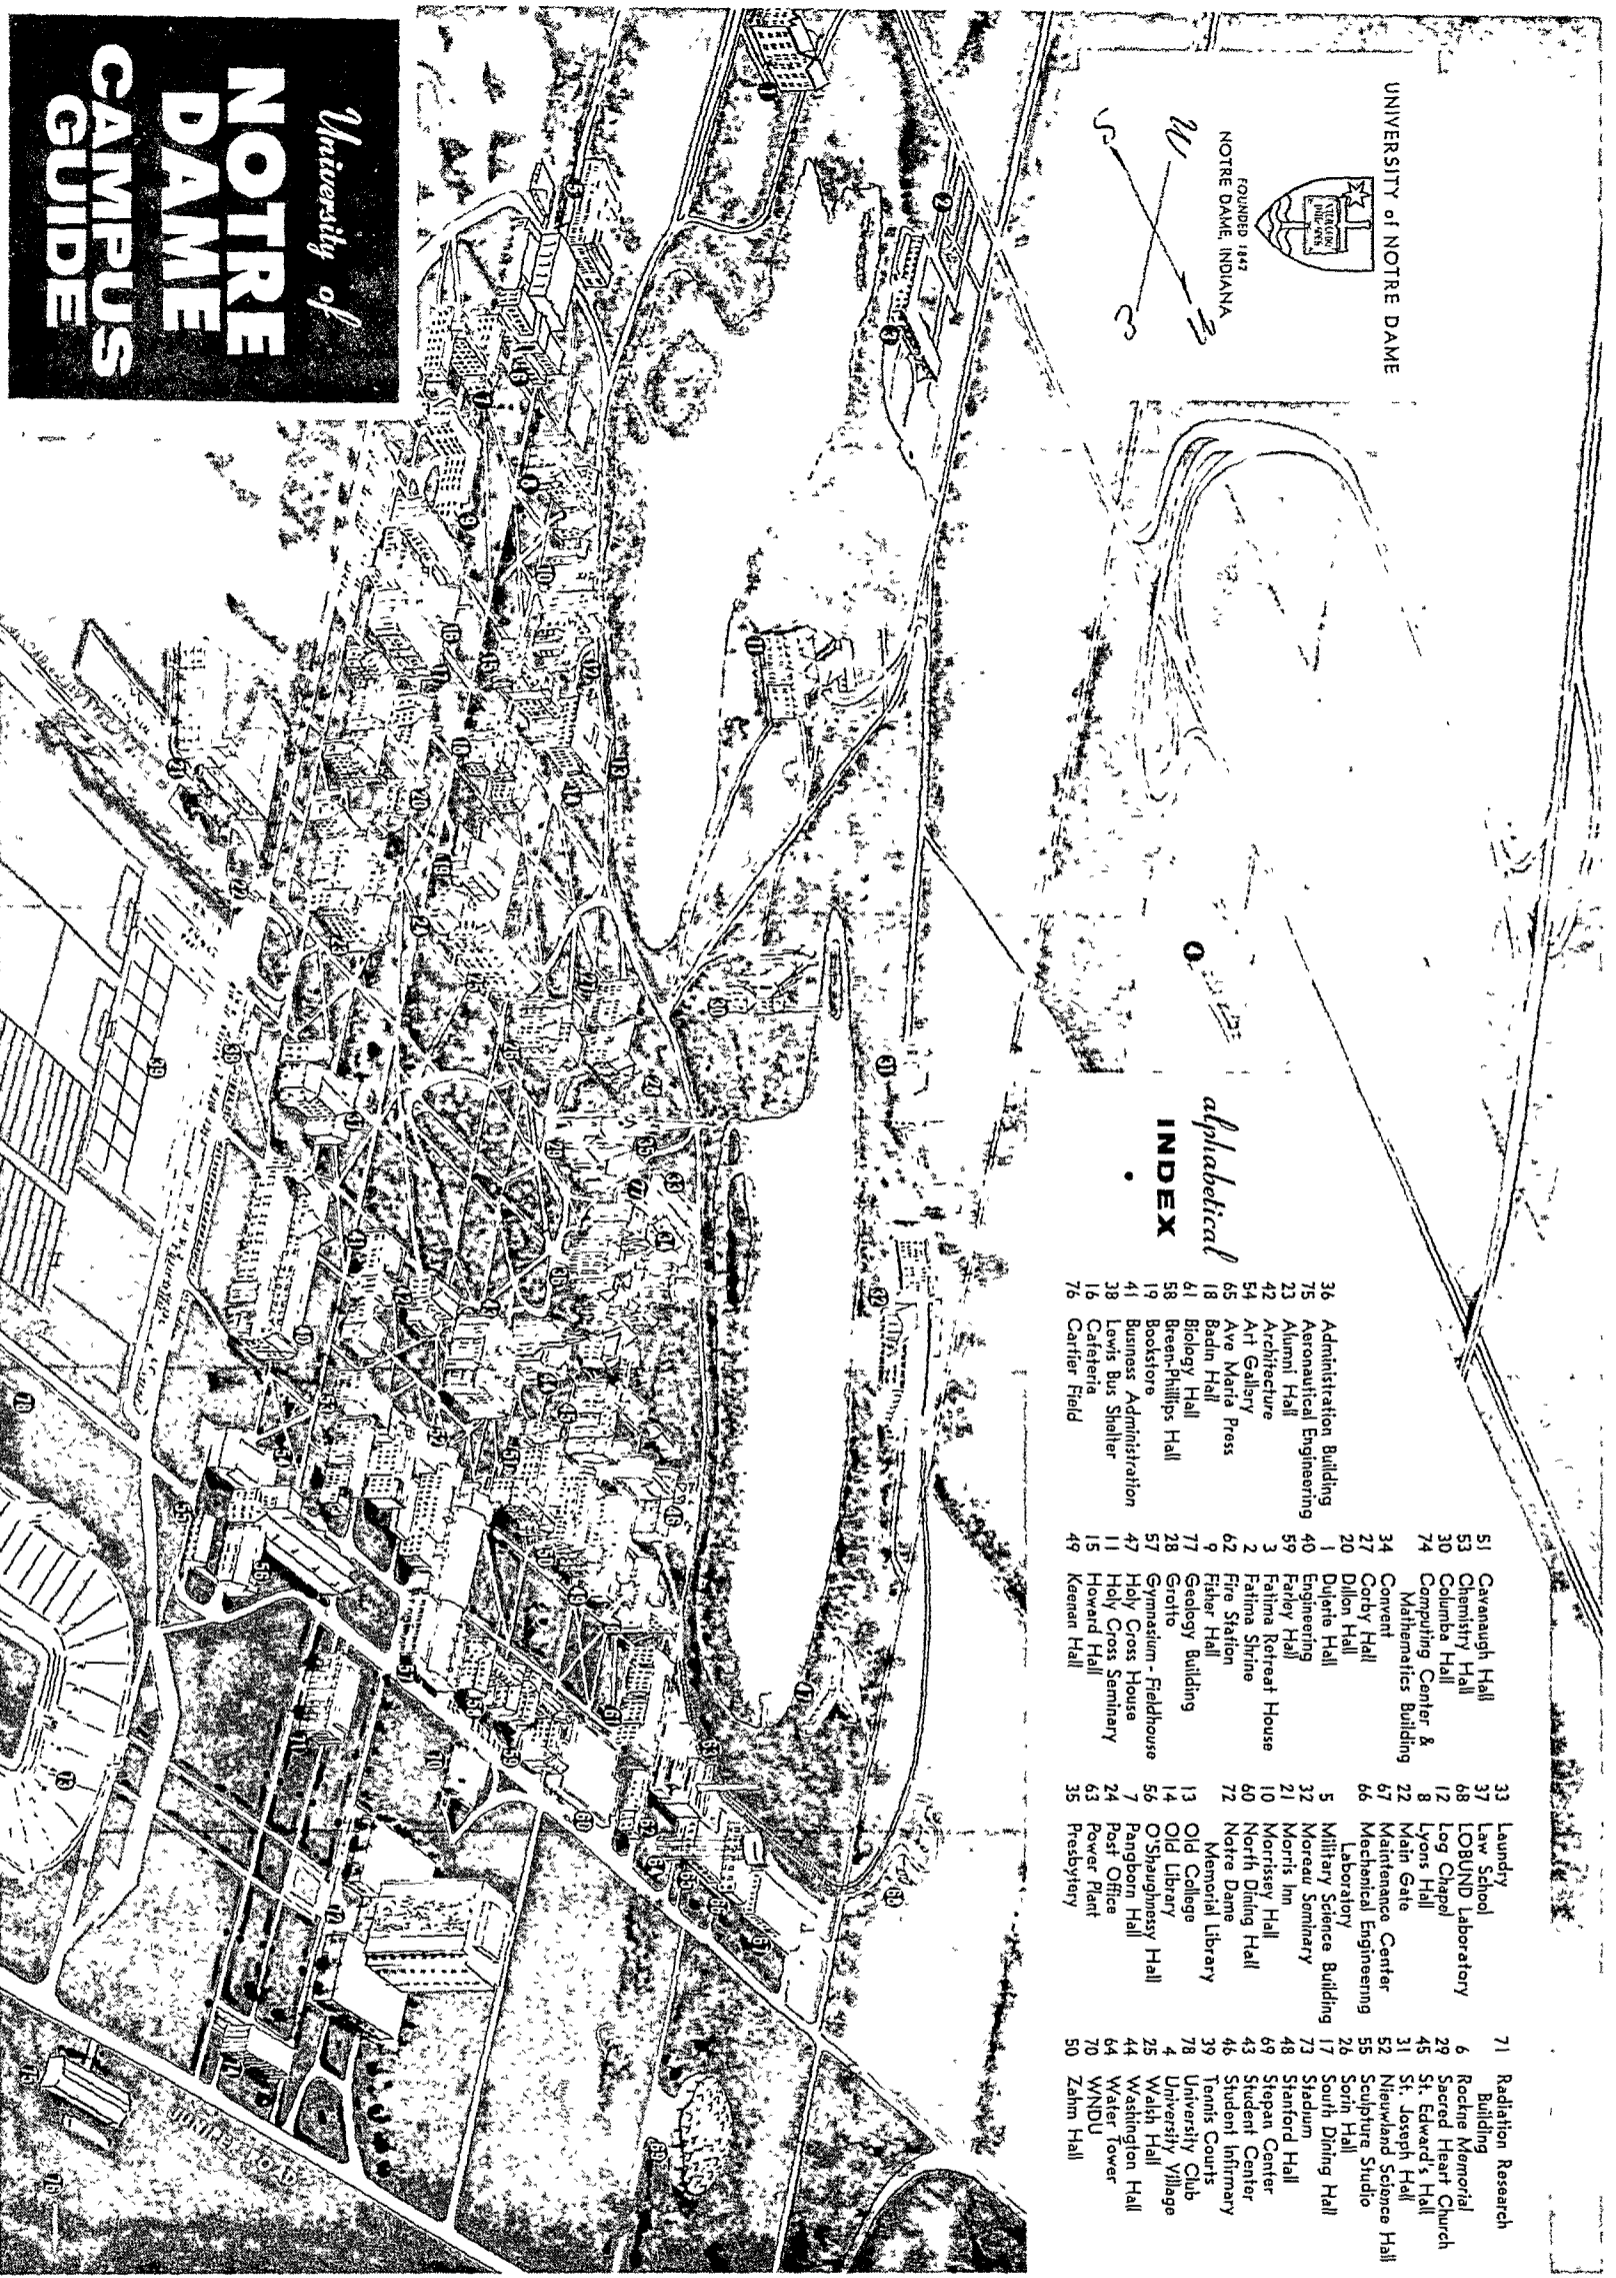 University of
NOTRE
DAME
CAMPUS
GUIDE
UNIVERSITY of NOTRE DAME
FOUNDED 1842
NOTRE DAME, INDIANA
N
S
E
W
alphabetical
INDEX
36 Administration Building
75 Aeronautical Engineering
23 Alumni Hall
42 Architecture
54 Art Gallery
65 Ave Maria Press
18 Badin Hall
61 Biology Hall
58 Breen-Phillips Hall
19 Bookstore
41 Business Administration
38 Lewis Bus Shelter
16 Cafeteria
76 Cartier Field
51 Cavanaugh Hall
53 Chemistry Hall
30 Columba Hall
74 Computing Center &
Mathematics Building
34 Convent
27 Corby Hall
20 Dillon Hall
1 Dujarie Hall
40 Engineering
59 Farley Hall
3 Fatima Retreat House
2 Fatima Shrine
62 Fire Station
9 Fisher Hall
77 Geology Building
28 Grotto
57 Gymnasium - Fieldhouse
47 Holy Cross House
11 Holy Cross Seminary
15 Howard Hall
49 Keenan Hall
33 Laundry
37 Law School
68 LOBUND Laboratory
12 Log Chapel
8 Lyons Hall
22 Main Gate
67 Maintenance Center
66 Mechanical Engineering
Laboratory
5 Military Science Building
32 Moreau Seminary
21 Morris Inn
10 Morrissey Hall
60 North Dining Hall
72 Notre Dame
Memorial Library
13 Old College
14 Old Library
56 O'Shaughnessy Hall
7 Pangborn Hall
24 Post Office
63 Power Plant
35 Presbytery
71 Radiation Research
Building
6 Rockne Memorial
29 Sacred Heart Church
45 St. Edward's Hall
31 St. Joseph Hall
52 Nieuwland Science Hall
55 Sculpture Studio
26 Sorin Hall
17 South Dining Hall
73 Stadium
48 Stanford Hall
69 Stepan Center
43 Student Center
46 Student Infirmary
39 Tennis Courts
78 University Club
4 University Village
25 Walsh Hall
44 Washington Hall
64 Water Tower
70 WNDU
50 Zahm Hall
JUNIPER ROAD